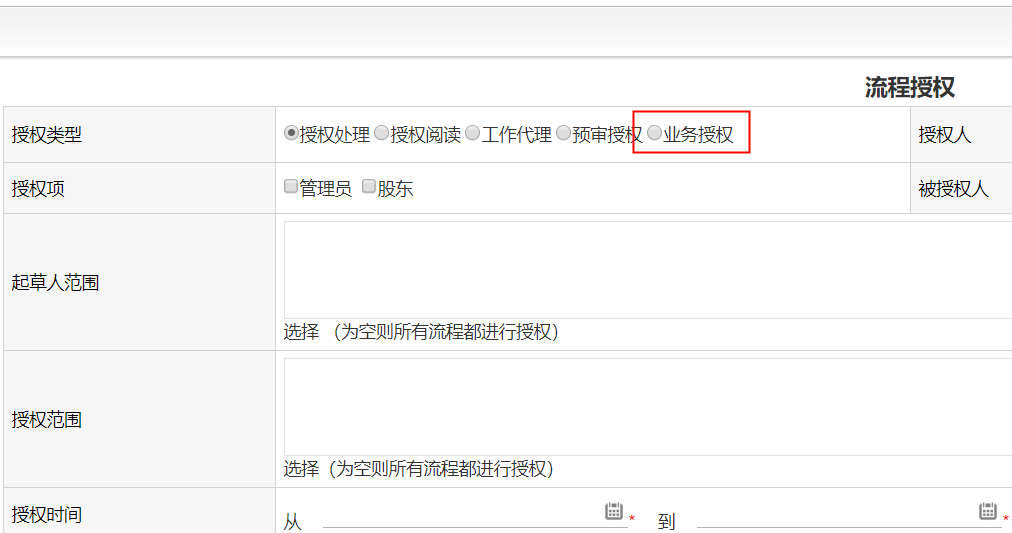 流程授权
授权类型 授权处理 授权阅读 工作代理 预审授权 业务授权 授权人
授权项 管理员 股东 被授权人
起草人范围
选择 （为空则所有流程都进行授权）
授权范围
选择（为空则所有流程都进行授权）
授权时间 从 * 到 *